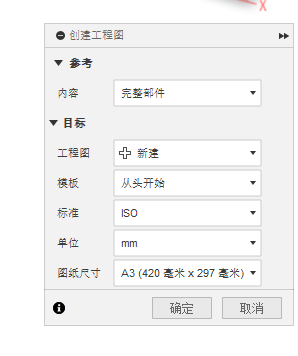 创建工程图
参考
内容 完整部件
目标
工程图 新建
模板 从头开始
标准 ISO
单位 mm
图纸尺寸 A3 (420 毫米 x 297 毫米)
确定 取消